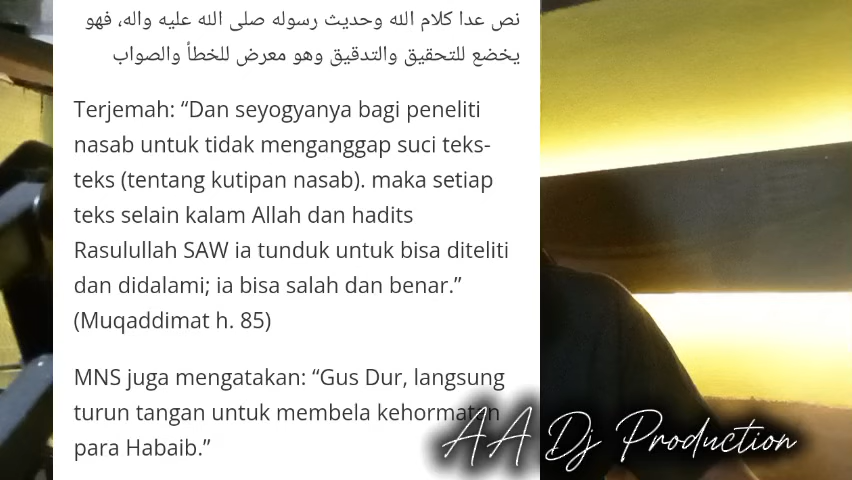 نص عدا كلام الله وحديث رسوله صلى الله عليه واله، فهو
يخضع للتحقيق والتدقيق وهو معرض للخطأ والصواب
Terjemah: “Dan seyogyanya bagi peneliti
nasab untuk tidak menganggap suci teks-
teks (tentang kutipan nasab). maka setiap
teks selain kalam Allah dan hadits
Rasulullah SAW ia tunduk untuk bisa diteliti
dan didalami; ia bisa salah dan benar.”
(Muqaddimat h. 85)
MNS juga mengatakan: “Gus Dur, langsung
turun tangan untuk membela kehormatan
para Habaib.”
AA Dj Production